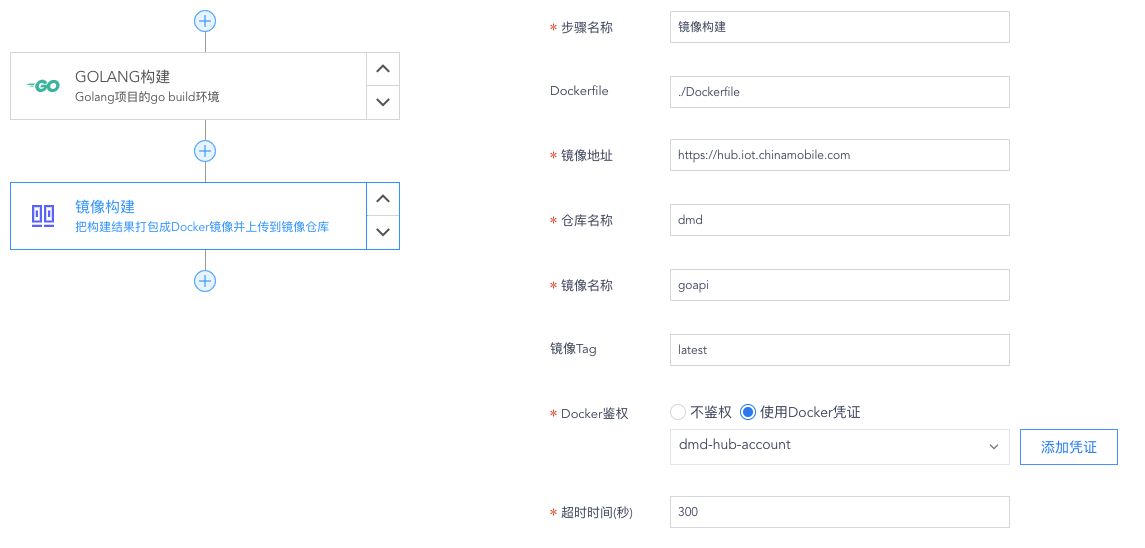 GO
GOLANG构建
Golang项目的go build环境
镜像构建
把构建结果打包成Docker镜像并上传到镜像仓库
* 步骤名称 镜像构建
Dockerfile ./Dockerfile
* 镜像地址 https://hub.iot.chinamobile.com
* 仓库名称 dmd
* 镜像名称 goapi
镜像Tag latest
* Docker鉴权 不鉴权 使用Docker凭证
dmd-hub-account 添加凭证
* 超时时间(秒) 300